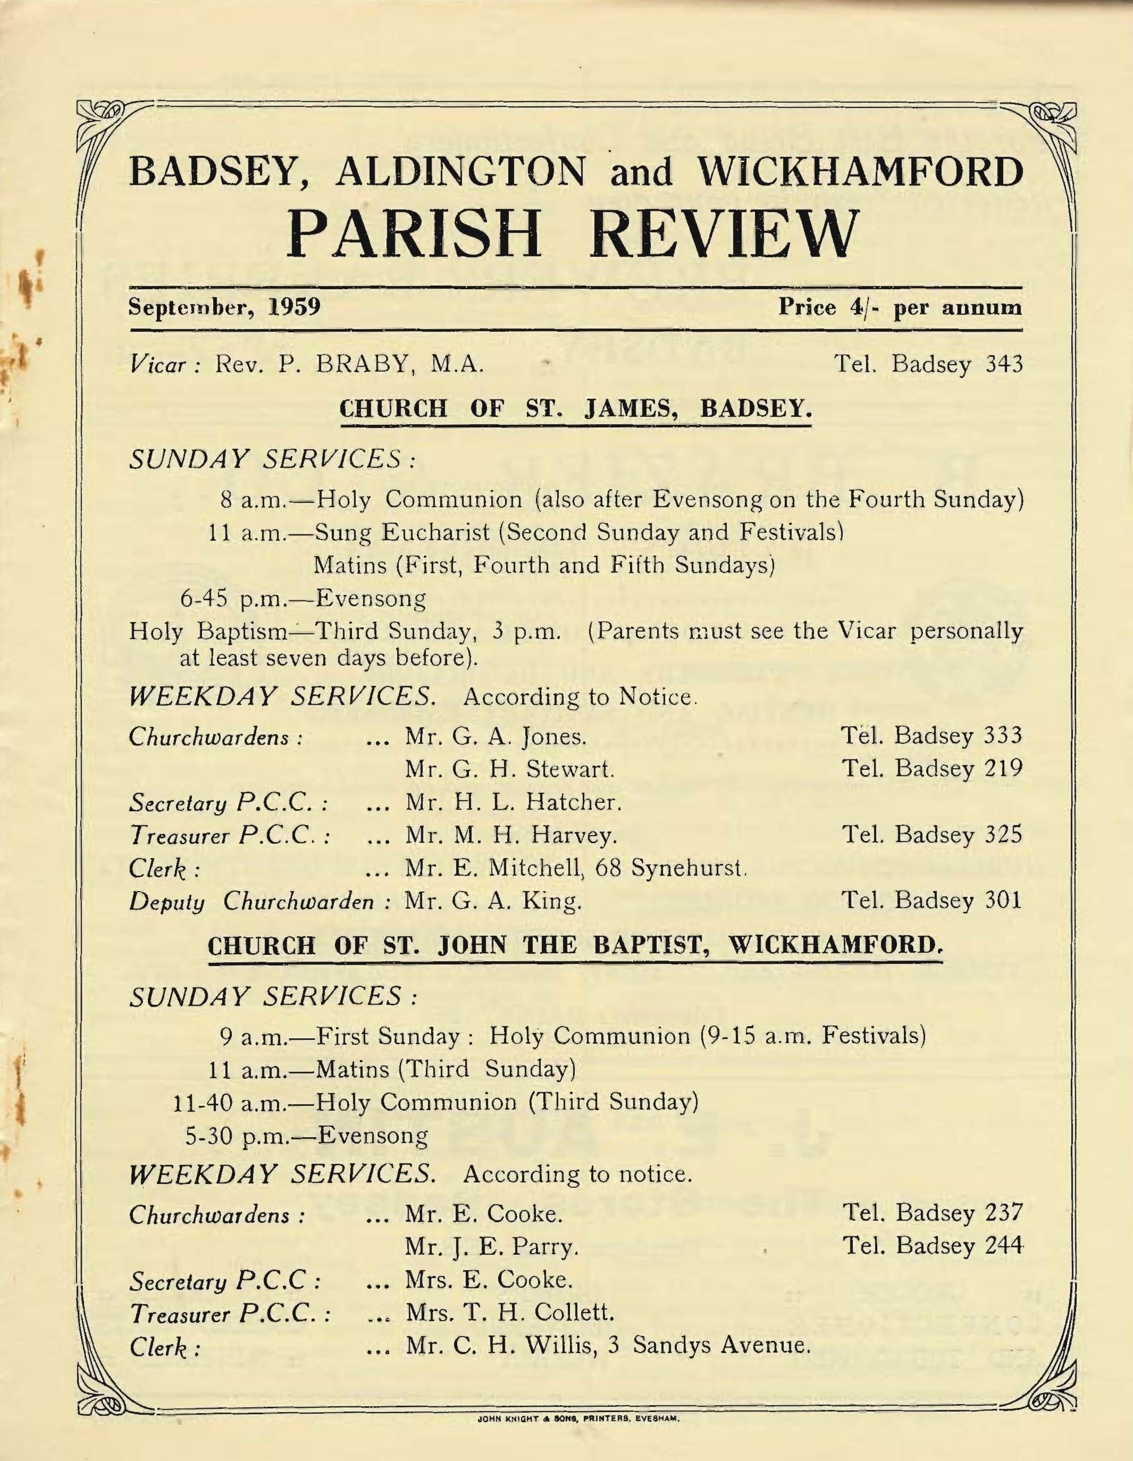 BADSEY, ALDINGTON and WICKHAMFORD
PARISH REVIEW
September, 1959 Price 4/- per annum
Vicar : Rev. P. BRABY, M.A. Tel. Badsey 343
CHURCH OF ST. JAMES, BADSEY.
SUNDAY SERVICES :
8 a.m.—Holy Communion (also after Evensong on the Fourth Sunday)
11 a.m.—Sung Eucharist (Second Sunday and Festivals)
Matins (First, Fourth and Fifth Sundays)
6-45 p.m.—Evensong
Holy Baptism—Third Sunday, 3 p.m. (Parents must see the Vicar personally
at least seven days before).
WEEKDAY SERVICES. According to Notice.
Churchwardens : ... Mr. G. A. Jones. Tel. Badsey 333
Mr. G. H. Stewart. Tel. Badsey 219
Secretary P.C.C. : ... Mr. H. L. Hatcher.
Treasurer P.C.C. : ... Mr. M. H. Harvey. Tel. Badsey 325
Clerk : ... Mr. E. Mitchell, 68 Synehurst.
Deputy Churchwarden : Mr. G. A. King. Tel. Badsey 301
CHURCH OF ST. JOHN THE BAPTIST, WICKHAMFORD.
SUNDAY SERVICES :
9 a.m.—First Sunday : Holy Communion (9-15 a.m. Festivals)
11 a.m.—Matins (Third Sunday)
11-40 a.m.—Holy Communion (Third Sunday)
5-30 p.m.—Evensong
WEEKDAY SERVICES. According to notice.
Churchwardens : ... Mr. E. Cooke. Tel. Badsey 237
Mr. J. E. Parry. Tel. Badsey 244
Secretary P.C.C : ... Mrs. E. Cooke.
Treasurer P.C.C. : ... Mrs. T. H. Collett.
Clerk : ... Mr. C. H. Willis, 3 Sandys Avenue.
JOHN KNIGHT & SONS, PRINTERS, EVESHAM.